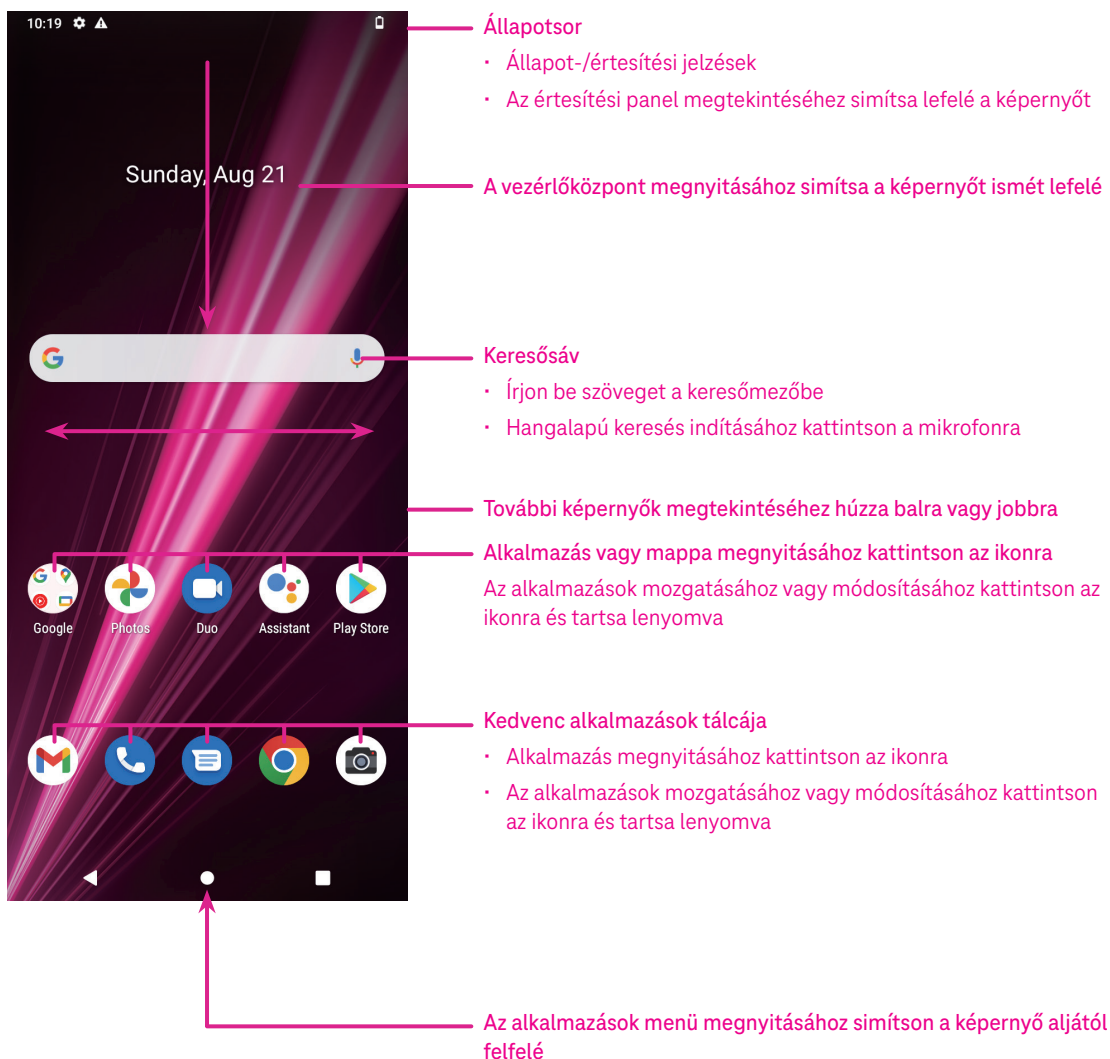 10:19
Sunday, Aug 21
Google Photos Duo Assistant Play Store
Állapotsor
· Állapot-/értesítési jelzések
· Az értesítési panel megtekintéséhez simítsa lefelé a képernyőt
A vezérlőközpont megnyitásához simítsa a képernyőt ismét lefelé
Keresősáv
· Írjon be szöveget a keresőmezőbe
· Hangalapú keresés indításához kattintson a mikrofonra
További képernyők megtekintéséhez húzza balra vagy jobbra
Alkalmazás vagy mappa megnyitásához kattintson az ikonra
Az alkalmazások mozgatásához vagy módosításához kattintson az
ikonra és tartsa lenyomva
Kedvenc alkalmazások tálcája
· Alkalmazás megnyitásához kattintson az ikonra
· Az alkalmazások mozgatásához vagy módosításához kattintson
az ikonra és tartsa lenyomva
Az alkalmazások menü megnyitásához simítson a képernyő aljától
felfelé